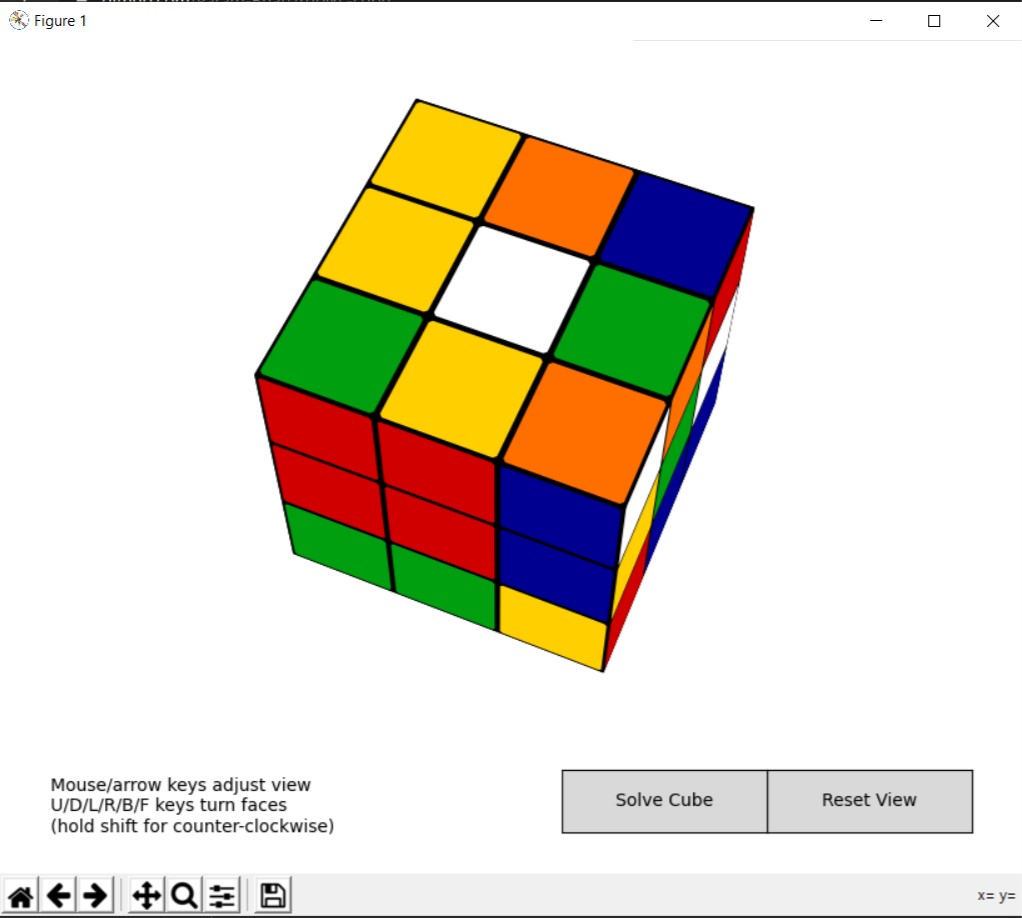 Figure 1
Mouse/arrow keys adjust view
U/D/L/R/B/F keys turn faces
(hold shift for counter-clockwise)
Solve Cube
Reset View
x= y=